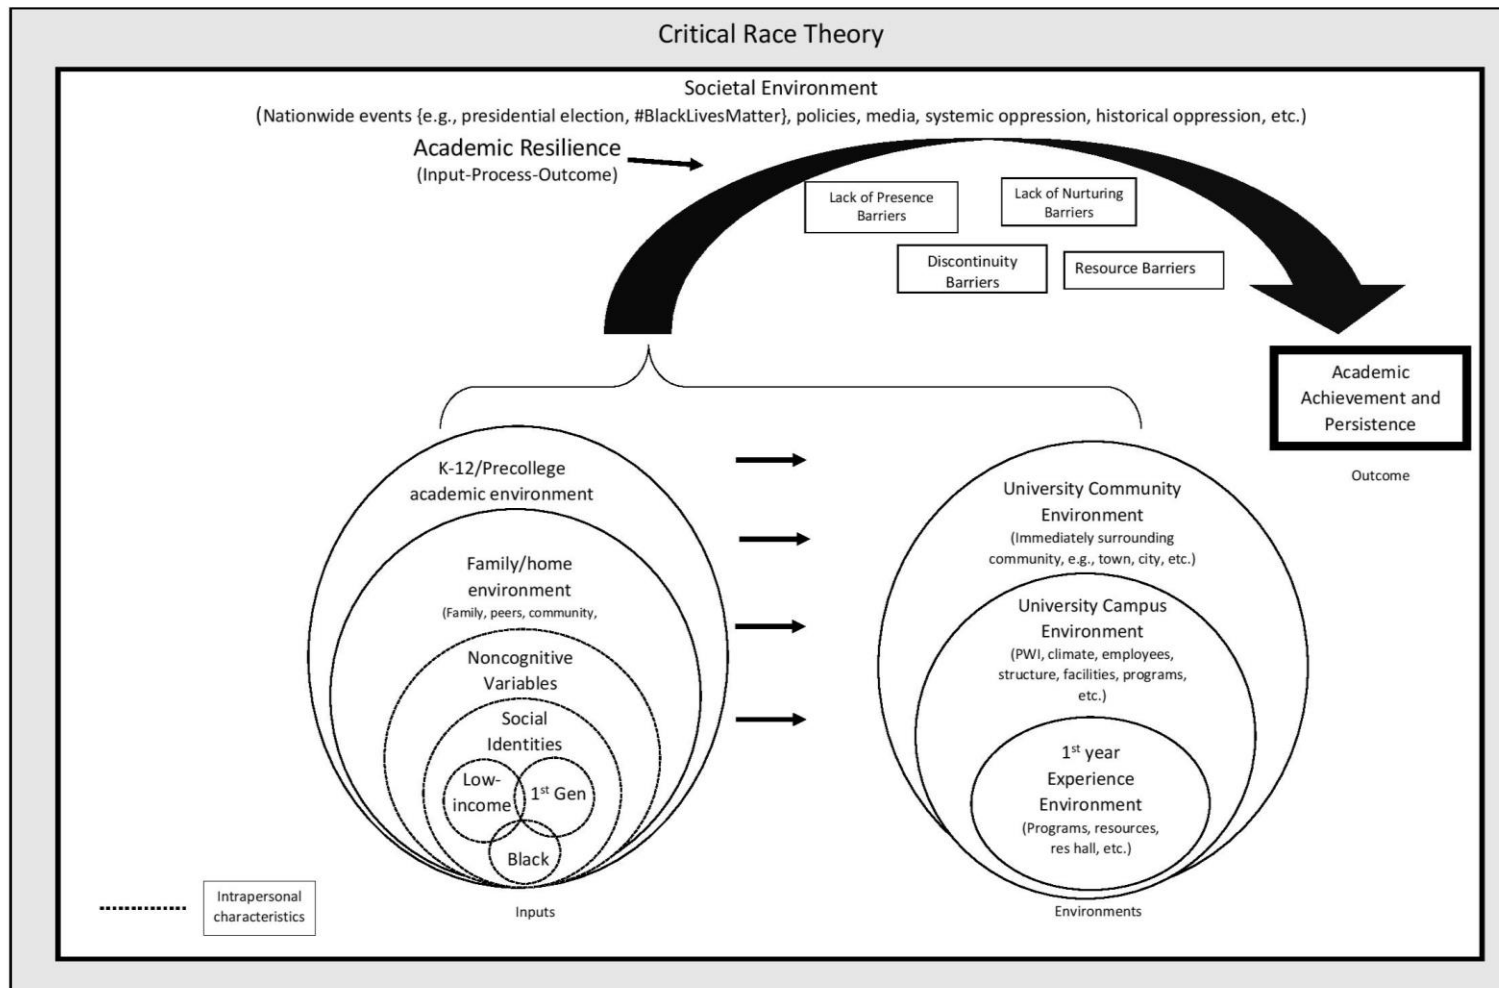 Critical Race Theory
Societal Environment
(Nationwide events {e.g., presidential election, #BlackLivesMatter}, policies, media, systemic oppression, historical oppression, etc.)
Academic Resilience
(Input-Process-Outcome)
Lack of Presence
Barriers
Lack of Nurturing
Barriers
Discontinuity
Barriers
Resource Barriers
Academic
Achievement and
Persistence
Outcome
K-12/Precollege
academic environment
Family/home
environment
(Family, peers, community,
Noncognitive
Variables
Social
Identities
Low-
income
1st Gen
Black
Inputs
University Community
Environment
(Immediately surrounding
community, e.g., town, city, etc.)
University Campus
Environment
(PWI, climate, employees,
structure, facilities, programs,
etc.)
1st year
Experience
Environment
(Programs, resources,
res hall, etc.)
Environments
Intrapersonal
characteristics